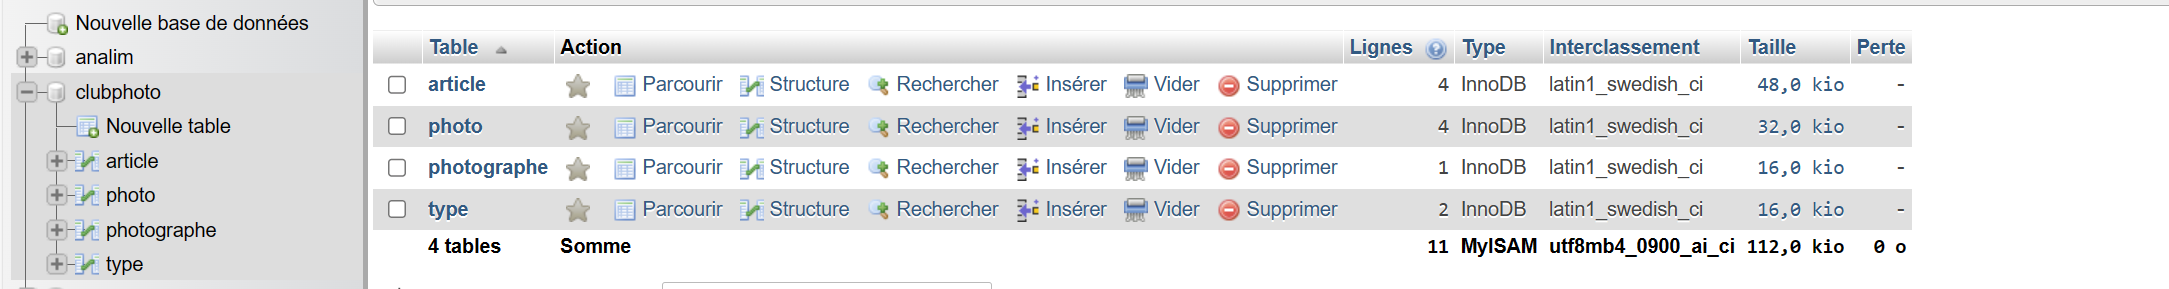 Nouvelle base de données
analim
clubphoto
Nouvelle table
article
photo
photographe
type
Table Action Lignes Type Interclassement Taille Perte
article Parcourir Structure Rechercher Insérer Vider Supprimer 4 InnoDB latin1_swedish_ci 48,0 kio -
photo Parcourir Structure Rechercher Insérer Vider Supprimer 4 InnoDB latin1_swedish_ci 32,0 kio -
photographe Parcourir Structure Rechercher Insérer Vider Supprimer 1 InnoDB latin1_swedish_ci 16,0 kio -
type Parcourir Structure Rechercher Insérer Vider Supprimer 2 InnoDB latin1_swedish_ci 16,0 kio -
4 tables Somme 11 MyISAM utf8mb4_0900_ai_ci 112,0 kio 0 o